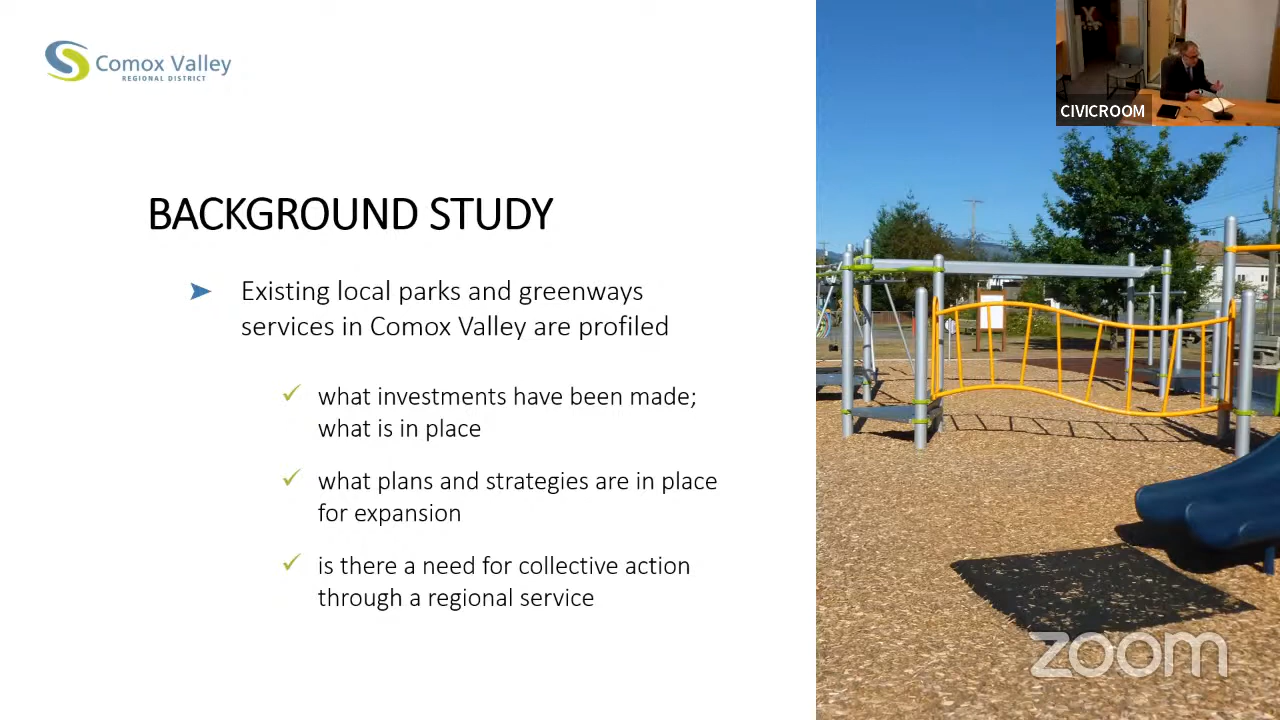 Comox Valley
REGIONAL DISTRICT
CIVICROOM
BACKGROUND STUDY
Existing local parks and greenways
services in Comox Valley are profiled
what investments have been made;
what is in place
what plans and strategies are in place
for expansion
is there a need for collective action
through a regional service
zoom